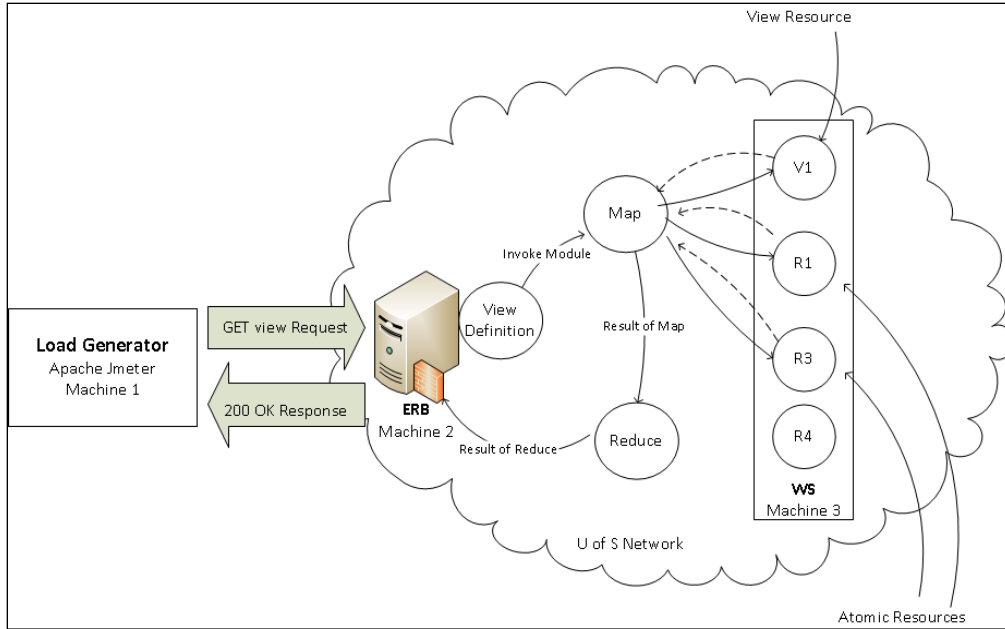 View Resource
V1
Map
Invoke Module
R1
View
Definition
GET view Request
Result of Map
Load Generator
Apache Jmeter
Machine 1
R3
200 OK Response
ERB
Machine 2
Result of Reduce
Reduce
R4
WS
Machine 3
U of S Network
Atomic Resources